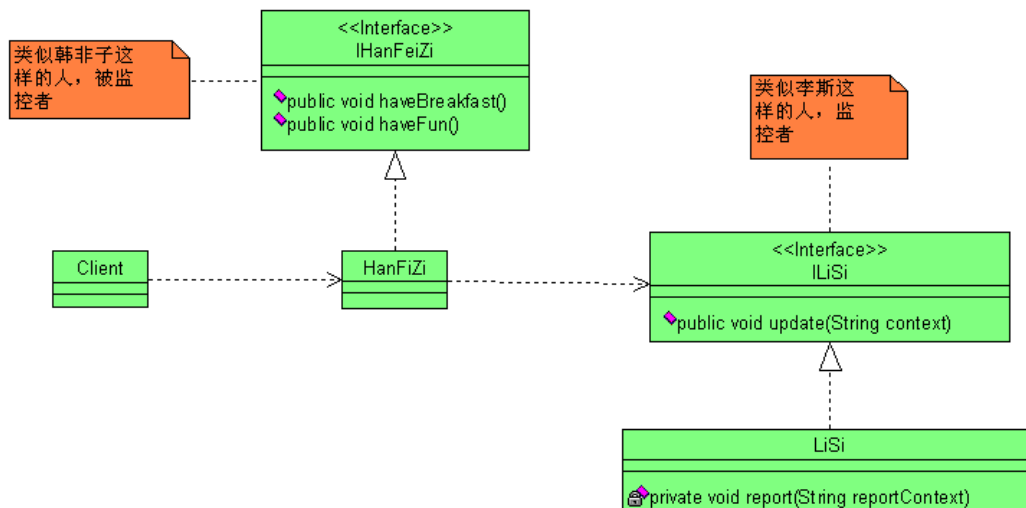 <<Interface>>
IHanFeiZi
public void haveBreakfast()
public void haveFun()
类似韩非子这
样的人，被监
控者
类似李斯这
样的人，监
控者
Client
HanFiZi
<<Interface>>
ILiSi
public void update(String context)
LiSi
private void report(String reportContext)